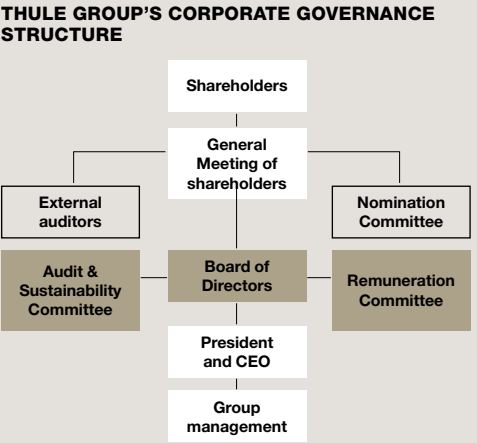 THULE GROUP’S CORPORATE GOVERNANCE
STRUCTURE
Shareholders
General
Meeting of
shareholders
External
auditors
Nomination
Committee
Audit &
Sustainability
Committee
Board of
Directors
Remuneration
Committee
President
and CEO
Group
management